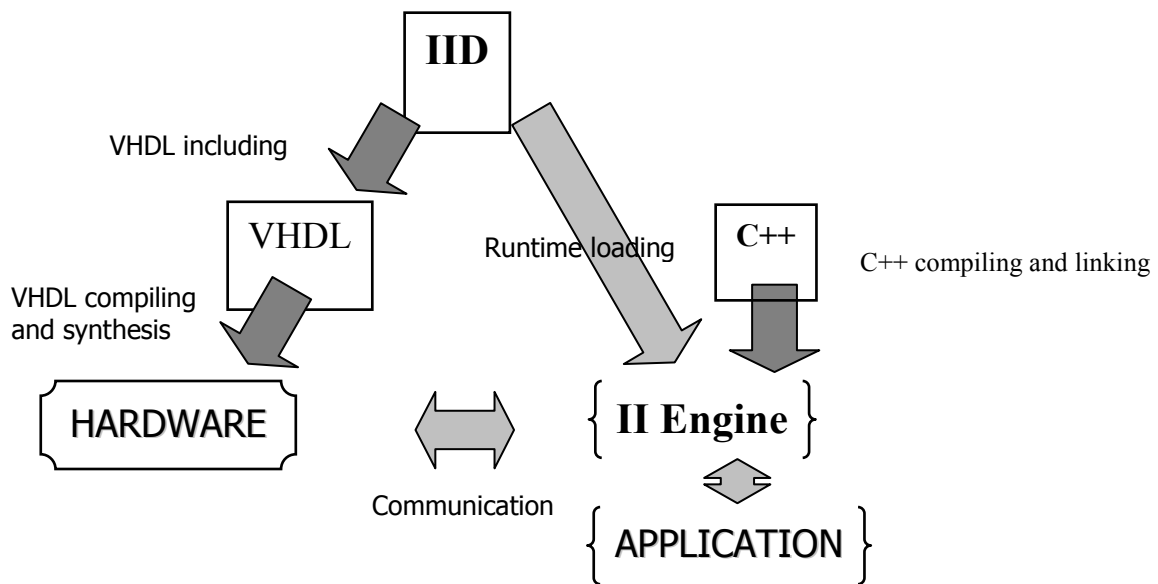 IID
VHDL including
VHDL
Runtime loading
C++
C++ compiling and linking
VHDL compiling
and synthesis
HARDWARE
II Engine
Communication
APPLICATION